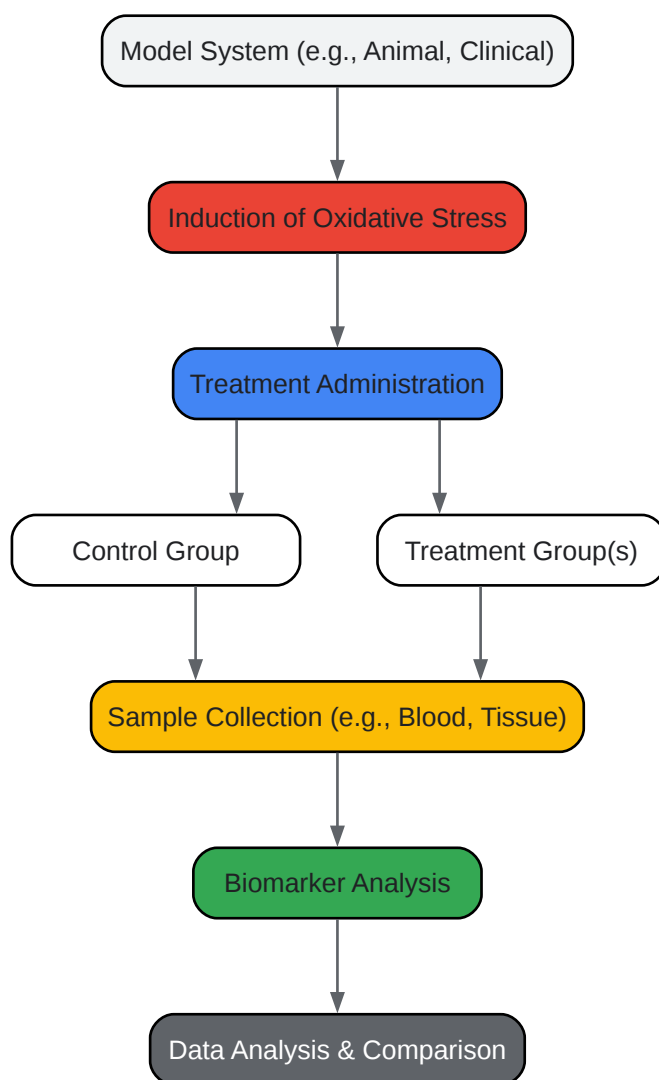 Model System (e.g., Animal, Clinical)
Induction of Oxidative Stress
Treatment Administration
Control Group
Treatment Group(s)
Sample Collection (e.g., Blood, Tissue)
Biomarker Analysis
Data Analysis & Comparison